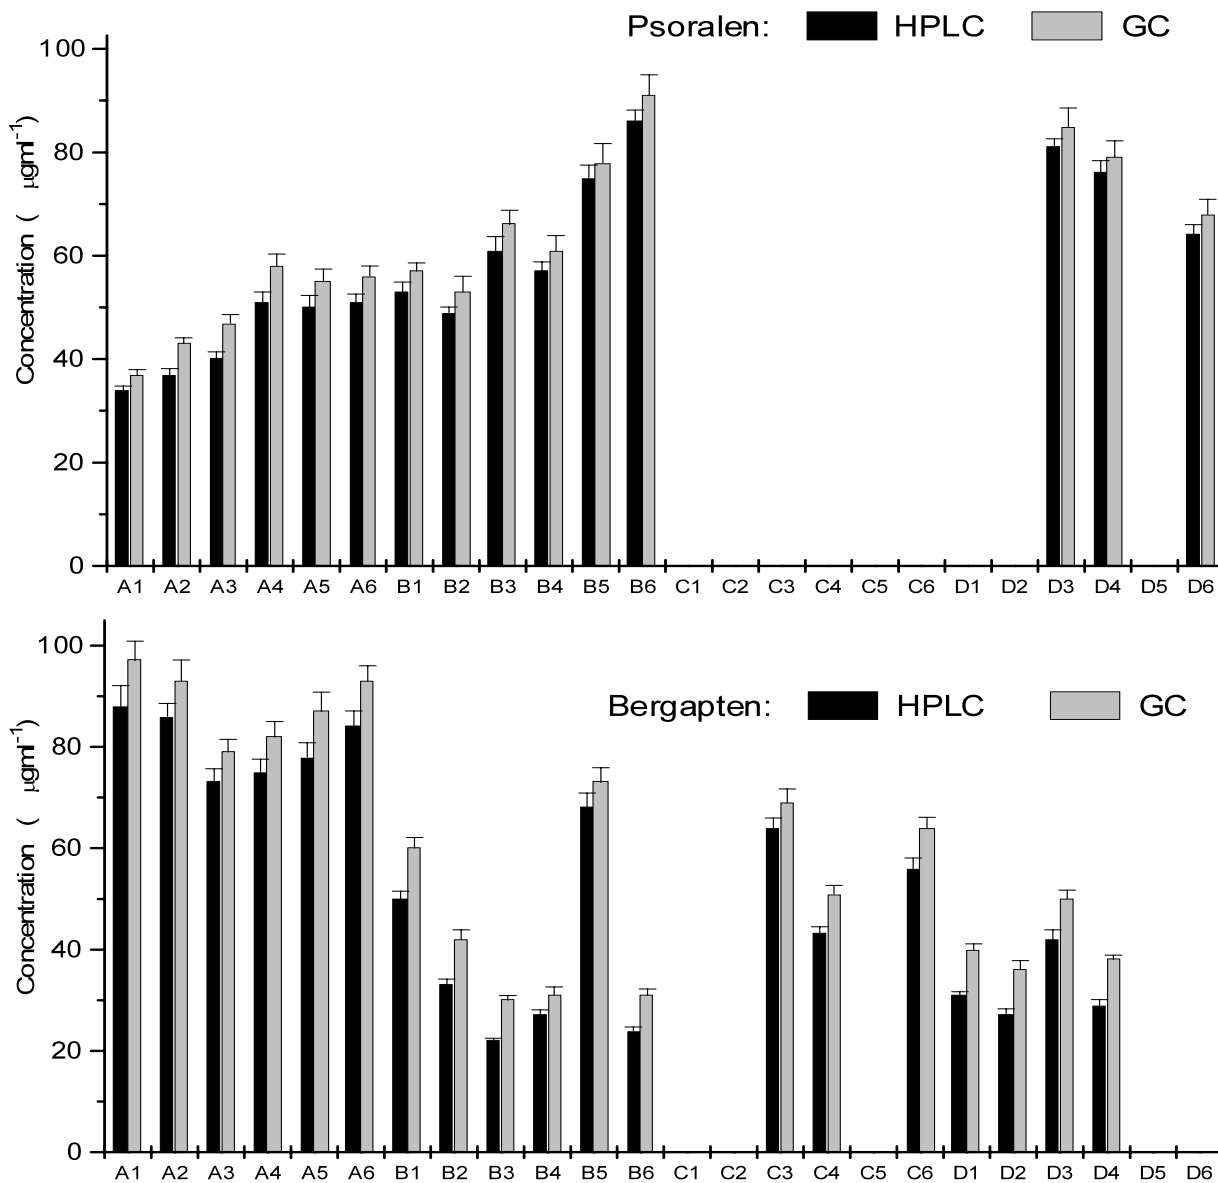 Psoralen: HPLC GC
Concentration ( μgml⁻¹)
100
80
60
40
20
0
A1 A2 A3 A4 A5 A6 B1 B2 B3 B4 B5 B6 C1 C2 C3 C4 C5 C6 D1 D2 D3 D4 D5 D6
Bergapten: HPLC GC
Concentration ( μgml⁻¹)
100
80
60
40
20
0
A1 A2 A3 A4 A5 A6 B1 B2 B3 B4 B5 B6 C1 C2 C3 C4 C5 C6 D1 D2 D3 D4 D5 D6